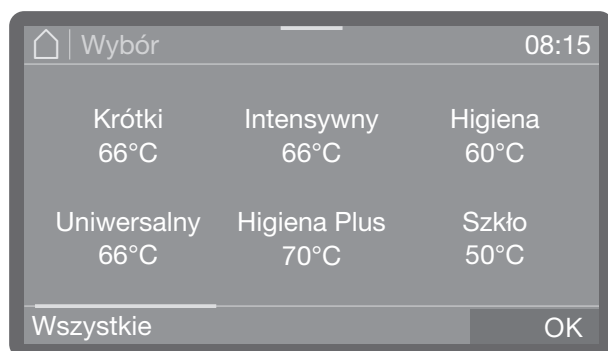 Wybór 08:15
Krótki Intensywny Higiena
66°C 66°C 60°C
Uniwersalny Higiena Plus Szkło
66°C 70°C 50°C
Wszystkie OK